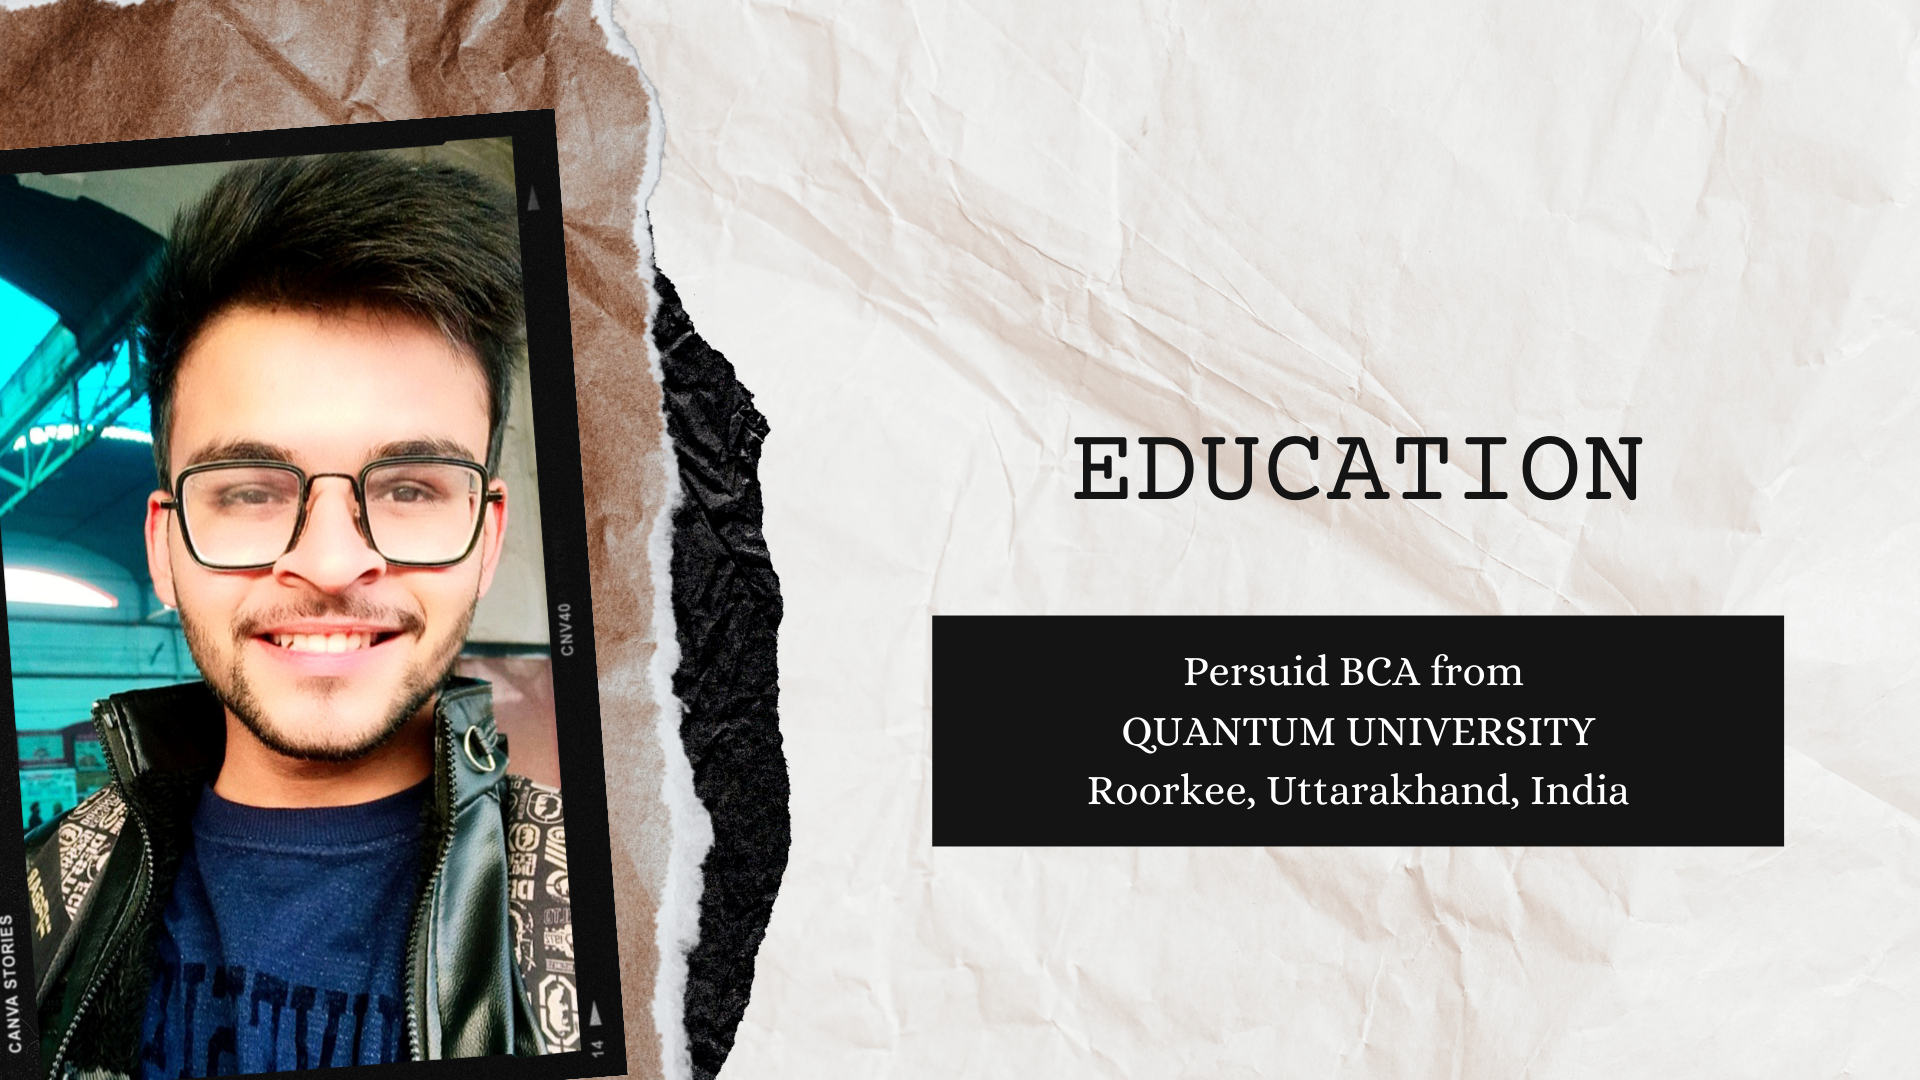 EDUCATION
Persuid BCA from
QUANTUM UNIVERSITY
Roorkee, Uttarakhand, India
CNV40
CANVA STORIES
14